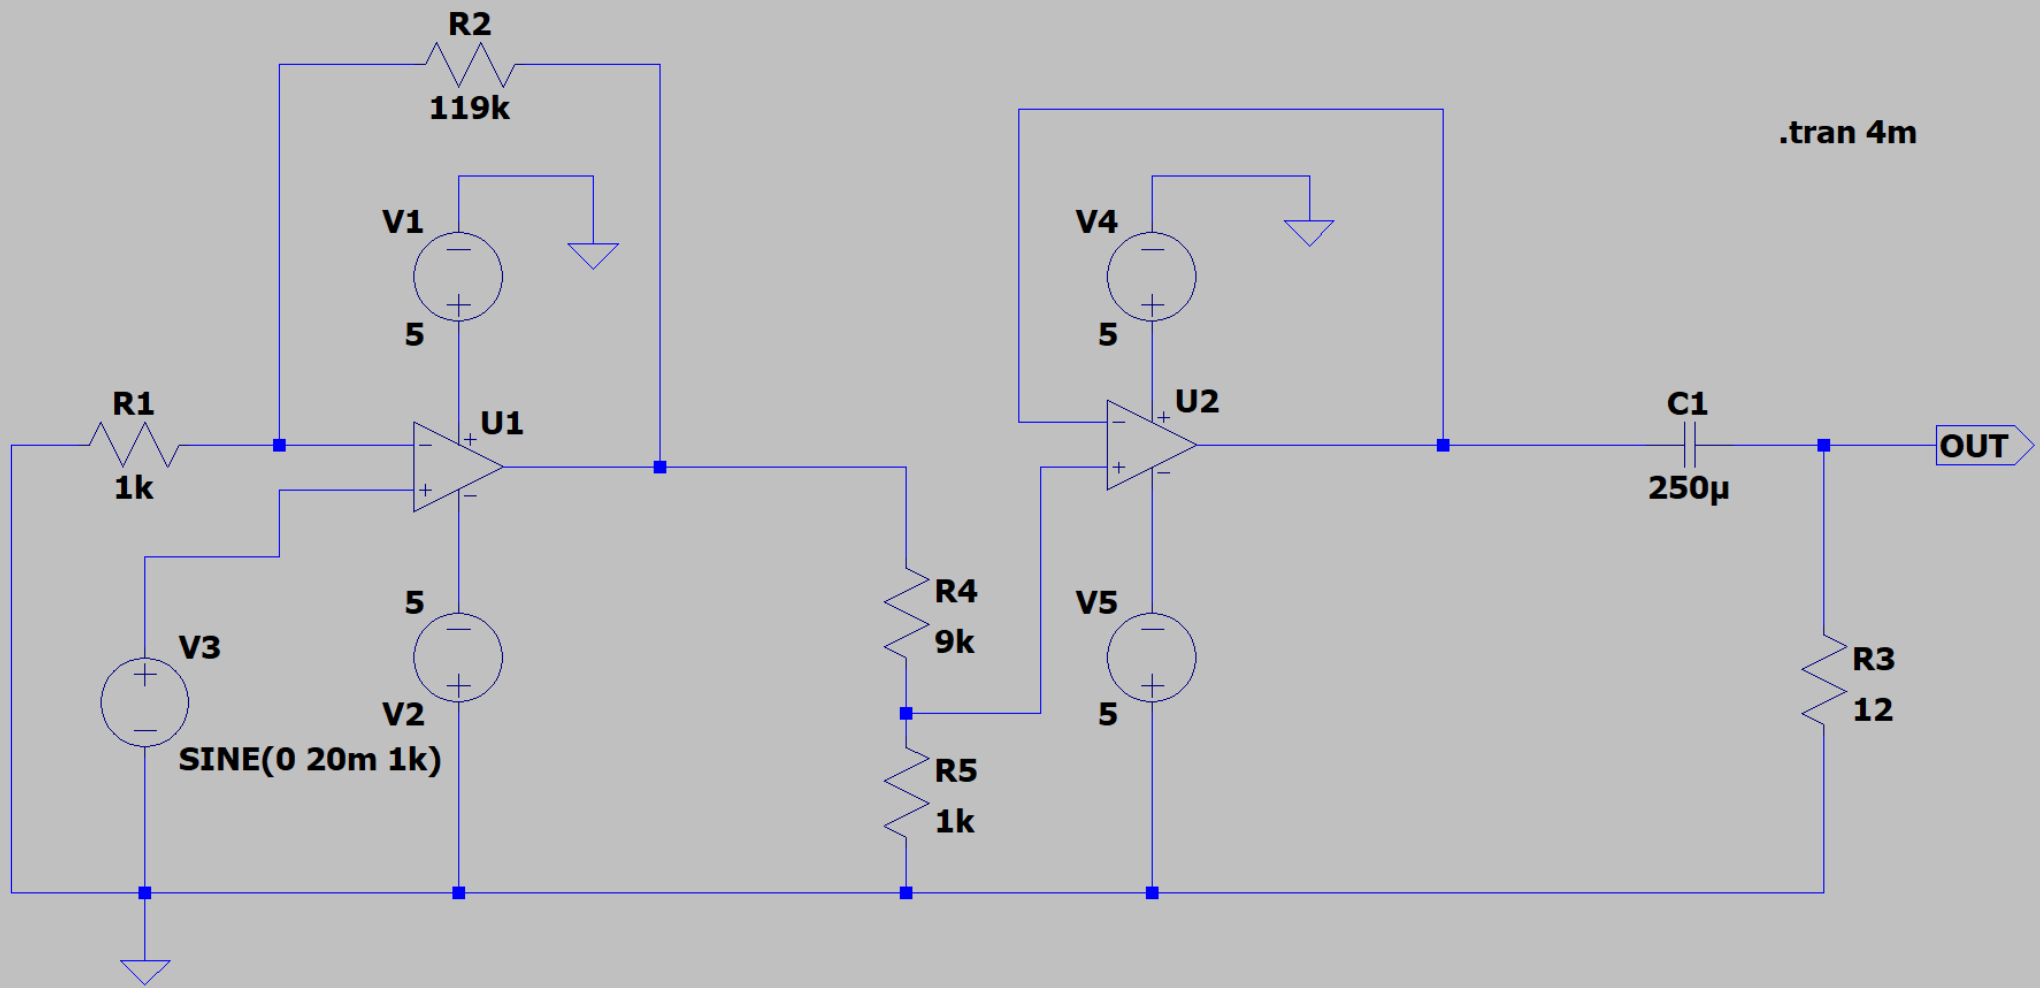 R2
119k
.tran 4m
V1
5
V4
5
R1
1k
U1
U2
C1
250µ
OUT
5
V2
V5
5
R4
9k
V3
SINE(0 20m 1k)
R5
1k
R3
12